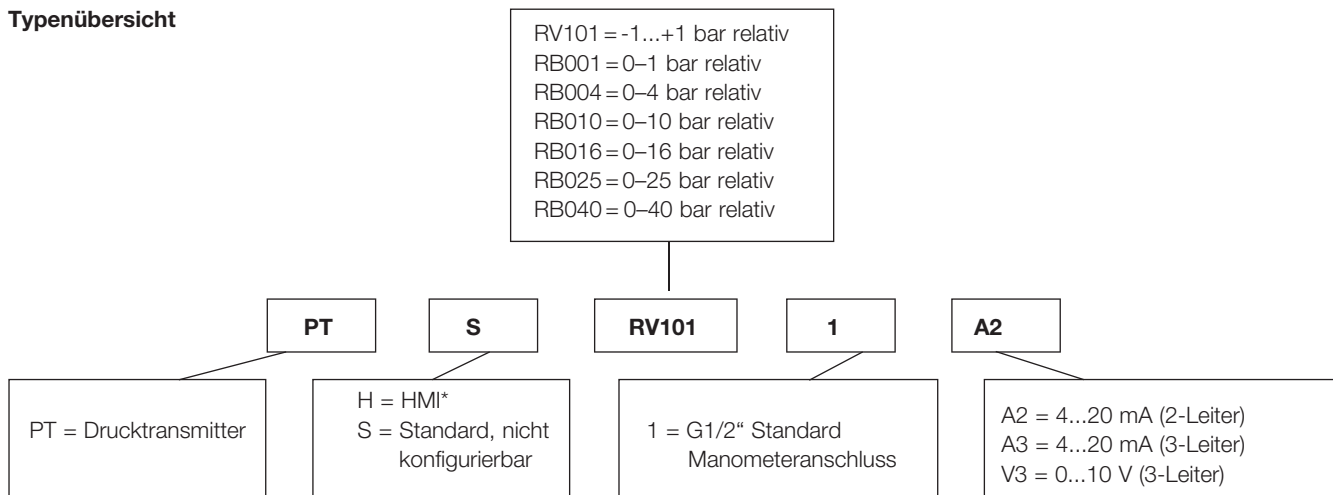 Typenübersicht
RV101 = -1...+1 bar relativ
RB001 = 0–1 bar relativ
RB004 = 0–4 bar relativ
RB010 = 0–10 bar relativ
RB016 = 0–16 bar relativ
RB025 = 0–25 bar relativ
RB040 = 0–40 bar relativ
PT
S
RV101
1
A2
PT = Drucktransmitter
H = HMI*
S = Standard, nicht
konfigurierbar
1 = G1/2“ Standard
Manometeranschluss
A2 = 4...20 mA (2-Leiter)
A3 = 4...20 mA (3-Leiter)
V3 = 0...10 V (3-Leiter)